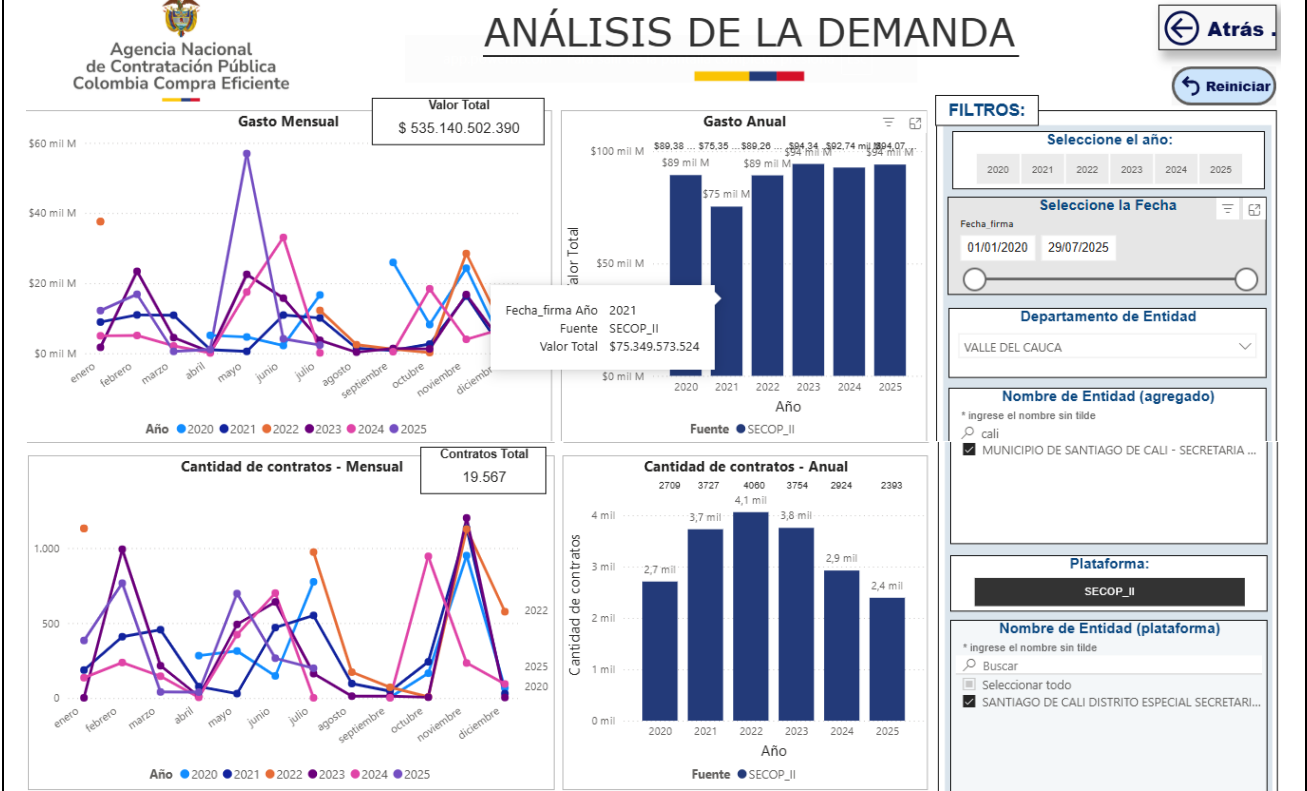 ANÁLISIS DE LA DEMANDA
Agencia Nacional
de Contratación Pública
Colombia Compra Eficiente
Atrás .
Reiniciar
Gasto Mensual
Valor Total
$ 535.140.502.390
$60 mil M
$40 mil M
$20 mil M
$0 mil M
enero
febrero
marzo
abril
mayo
junio
julio
agosto
septiembre
octubre
noviembre
diciembre
Año 2020 2021 2022 2023 2024 2025
Gasto Anual
$89,38 ... $75,35 ... $89,26 ... $94,34 ... $92,74 mil M $94,07 ...
$100 mil M
$50 mil M
$0 mil M
$89 mil M
$75 mil M
$89 mil M
$94 mil M
$94 mil M
alor Total
Fecha_firma Año 2021
Fuente SECOP_II
Valor Total $75.349.573.524
2020 2021 2022 2023 2024 2025
Año
Fuente SECOP_II
FILTROS:
Seleccione el año:
2020 2021 2022 2023 2024 2025
Seleccione la Fecha
Fecha_firma
01/01/2020 29/07/2025
Departamento de Entidad
VALLE DEL CAUCA
Nombre de Entidad (agregado)
* ingrese el nombre sin tilde
cali
MUNICIPIO DE SANTIAGO DE CALI - SECRETARIA ...
Cantidad de contratos - Mensual
Contratos Total
19.567
1.000
500
0
2022
2025
2020
enero
febrero
marzo
abril
mayo
junio
julio
agosto
septiembre
octubre
noviembre
diciembre
Año 2020 2021 2022 2023 2024 2025
Cantidad de contratos - Anual
2709 3727 4060 3754 2924 2393
Cantidad de contratos
4 mil
3 mil
2 mil
1 mil
0 mil
2,7 mil
3,7 mil
4,1 mil
3,8 mil
2,9 mil
2,4 mil
2020 2021 2022 2023 2024 2025
Año
Fuente SECOP_II
Plataforma:
SECOP_II
Nombre de Entidad (plataforma)
* ingrese el nombre sin tilde
Buscar
Seleccionar todo
SANTIAGO DE CALI DISTRITO ESPECIAL SECRETARI...